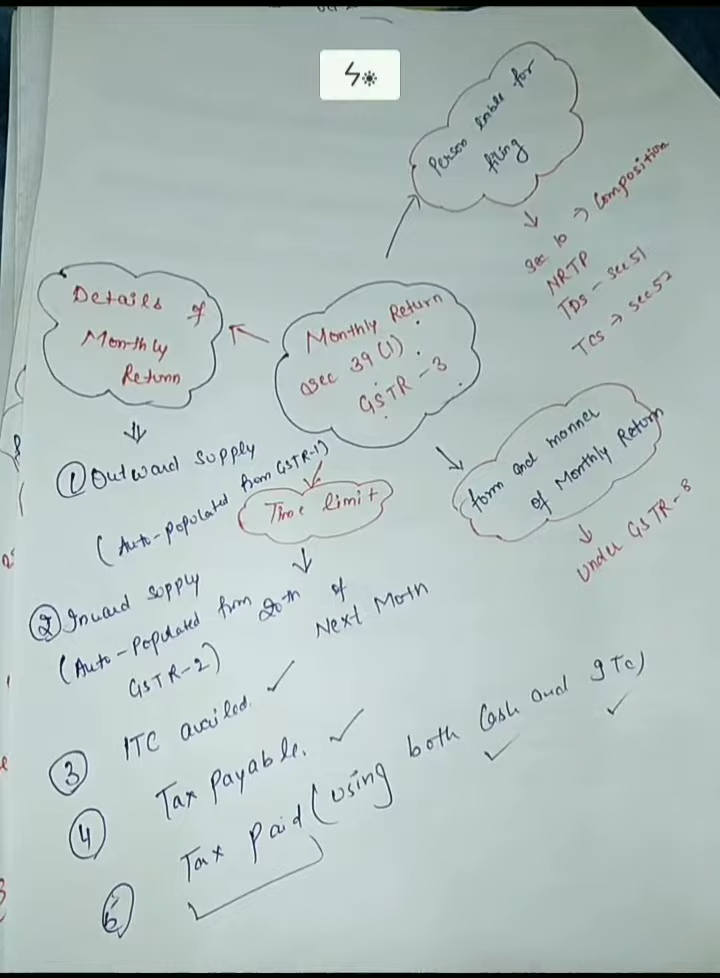 Person liable for
filing
Sec 10 → Composition
NRTP
TDS - sec 51
TCS → sec 52
Monthly Return
sec 39 (1)
GSTR - 3
Details of
Monthly
Return
① Outward Supply
(Auto-populated from GSTR-1)
Time limit
20th of
Next Moth
form and manner
of Monthly Return
Under GSTR - 3
② Inward Supply
(Auto-Populated from
GSTR-2)
③ ITC availed. ✓
④ Tax Payable. ✓
⑤ Tax Paid (using both Cash and ITC)